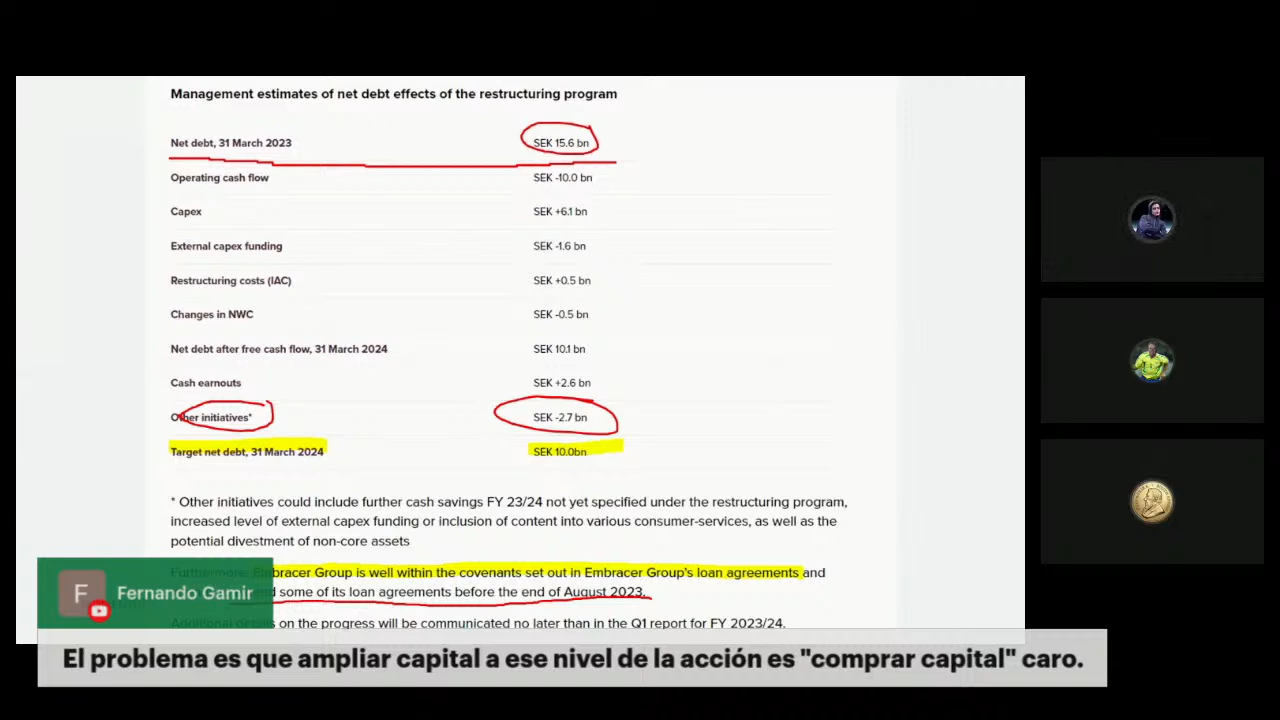 Management estimates of net debt effects of the restructuring program
Net debt, 31 March 2023 SEK 15.6 bn
Operating cash flow SEK -10.0 bn
Capex SEK +6.1 bn
External capex funding SEK -1.6 bn
Restructuring costs (IAC) SEK +0.5 bn
Changes in NWC SEK -0.5 bn
Net debt after free cash flow, 31 March 2024 SEK 10.1 bn
Cash earnouts SEK +2.6 bn
Other initiatives* SEK -2.7 bn
Target net debt, 31 March 2024 SEK 10.0bn
* Other initiatives could include further cash savings FY 23/24 not yet specified under the restructuring program,
increased level of external capex funding or inclusion of content into various consumer-services, as well as the
potential divestment of non-core assets
Embracer Group is well within the covenants set out in Embracer Group's loan agreements and
some of its loan agreements before the end of August 2023.
Additional details on the progress will be communicated no later than in the Q1 report for FY 2023/24.
F Fernando Gamir
El problema es que ampliar capital a ese nivel de la acción es "comprar capital" caro.